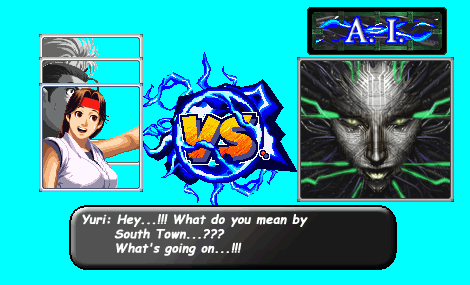 A. I.
VS.
Yuri: Hey...!!! What do you mean by
South Town...???
What's going on...!!!